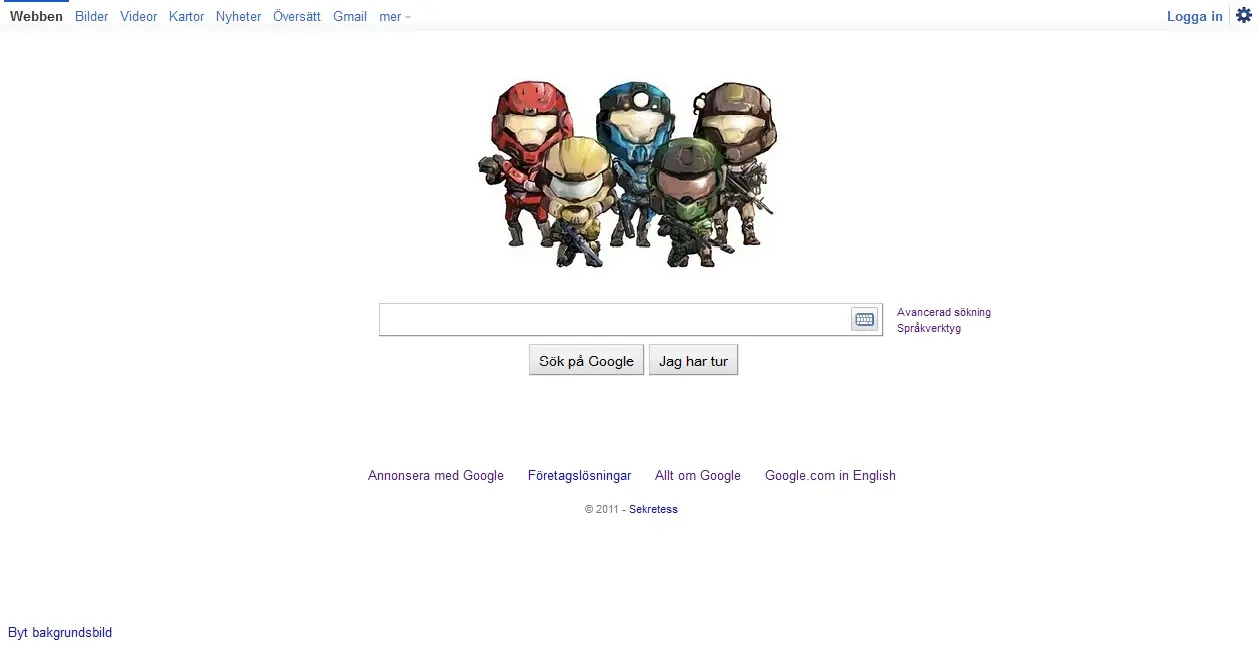 Webben Bilder Videor Kartor Nyheter Översätt Gmail mer Logga in
Avancerad sökning
Språkverktyg
Sök på Google Jag har tur
Annonsera med Google Företagslösningar Allt om Google Google.com in English
© 2011 - Sekretess
Byt bakgrundsbild